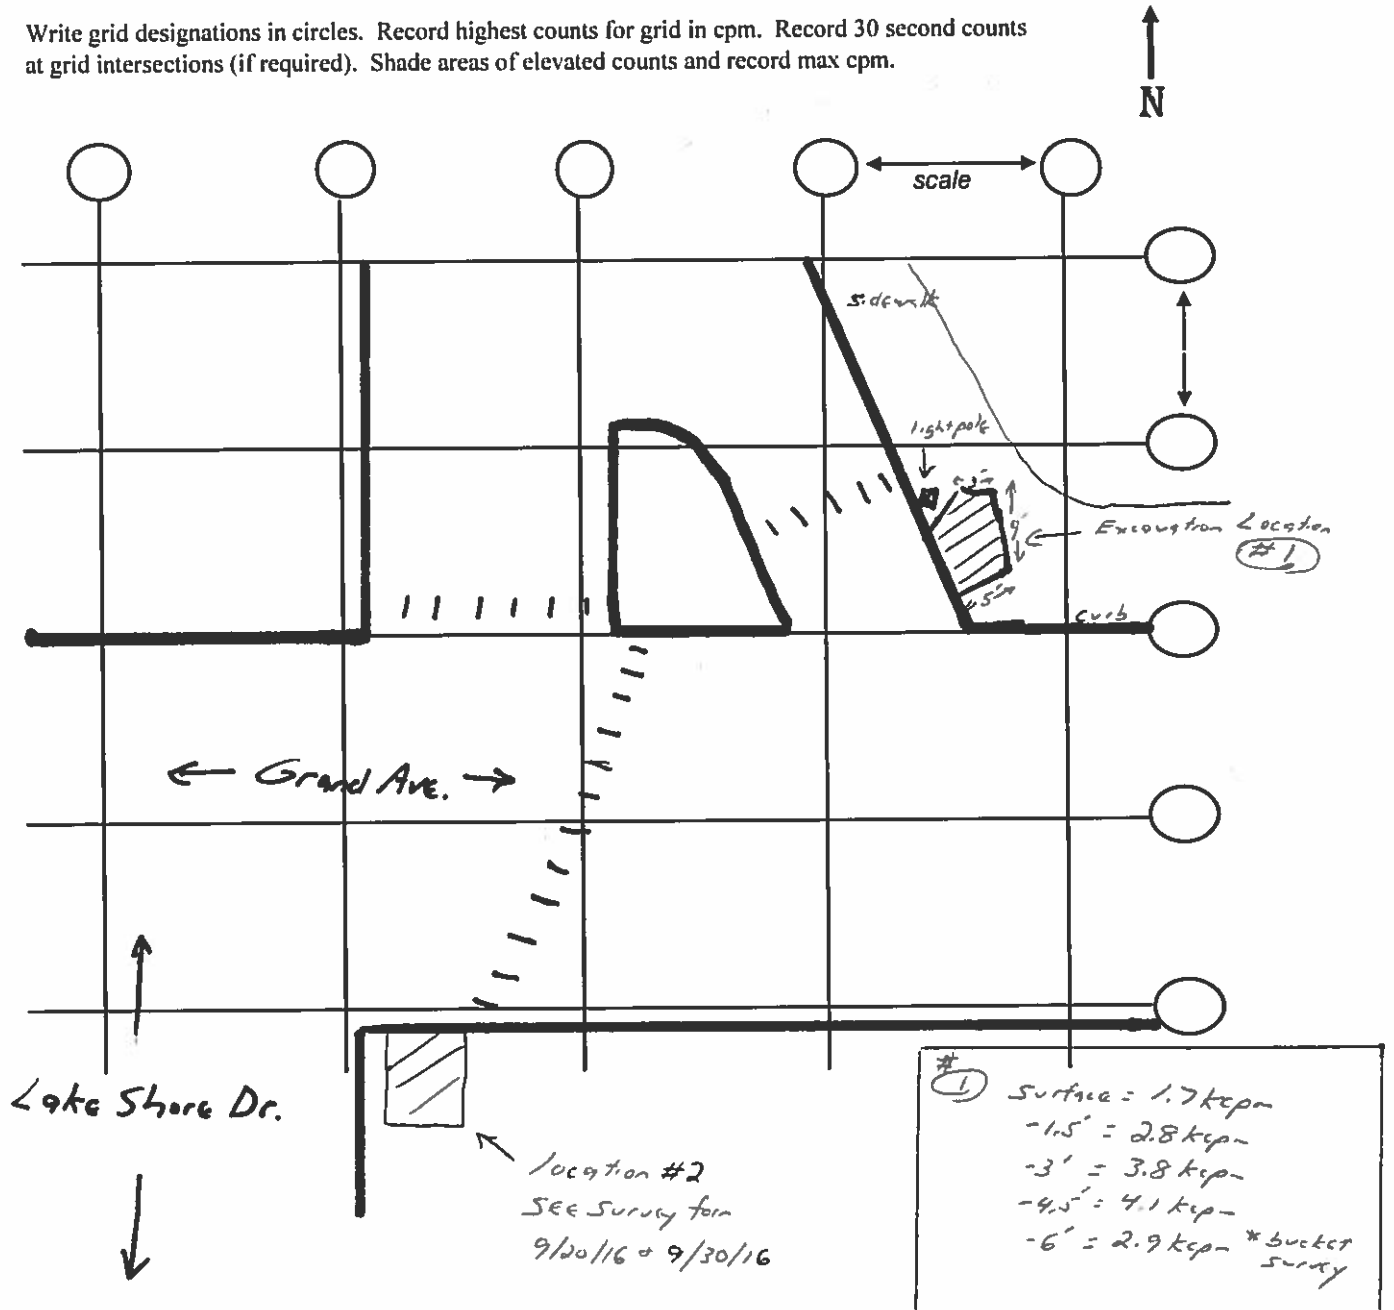 Write grid designations in circles. Record highest counts for grid in cpm. Record 30 second counts
at grid intersections (if required). Shade areas of elevated counts and record max cpm.
N
scale
sidewalk
lightpole
3'
9'
Excavation Location
#1
5'
curb
← Grand Ave. →
Lake Shore Dr.
Location #2
SEE Survey form
9/20/16 + 9/30/16
#1
Surface = 1.7 kcpm
-1.5' = 2.8 kcpm
-3' = 3.8 kcpm
-4.5' = 4.1 kcpm
-6' = 2.9 kcpm *bucket
survey